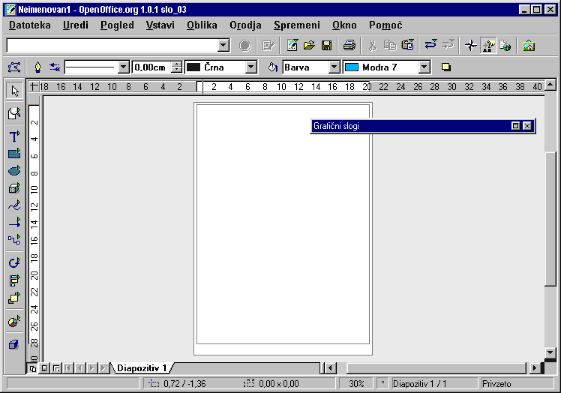 Neimenovan1 - OpenOffice.org 1.0.1 slo_03
Datoteka Uredi Pogled Vstavi Oblika Orodja Spremeni Okno Pomoč
0,00cm Črna Barva Modra 7
18 16 14 12 10 8 6 4 2 2 4 6 8 10 12 14 16 18 20 22 24 26 28 30 32 34 36 38 40
Grafični slogi
2
4
6
8
10
12
14
16
18
20
22
24
26
28
30
Diapozitiv 1
0,72 / -1,36 0,00 x 0,00 30% * Diapozitiv 1 / 1 Privzeto